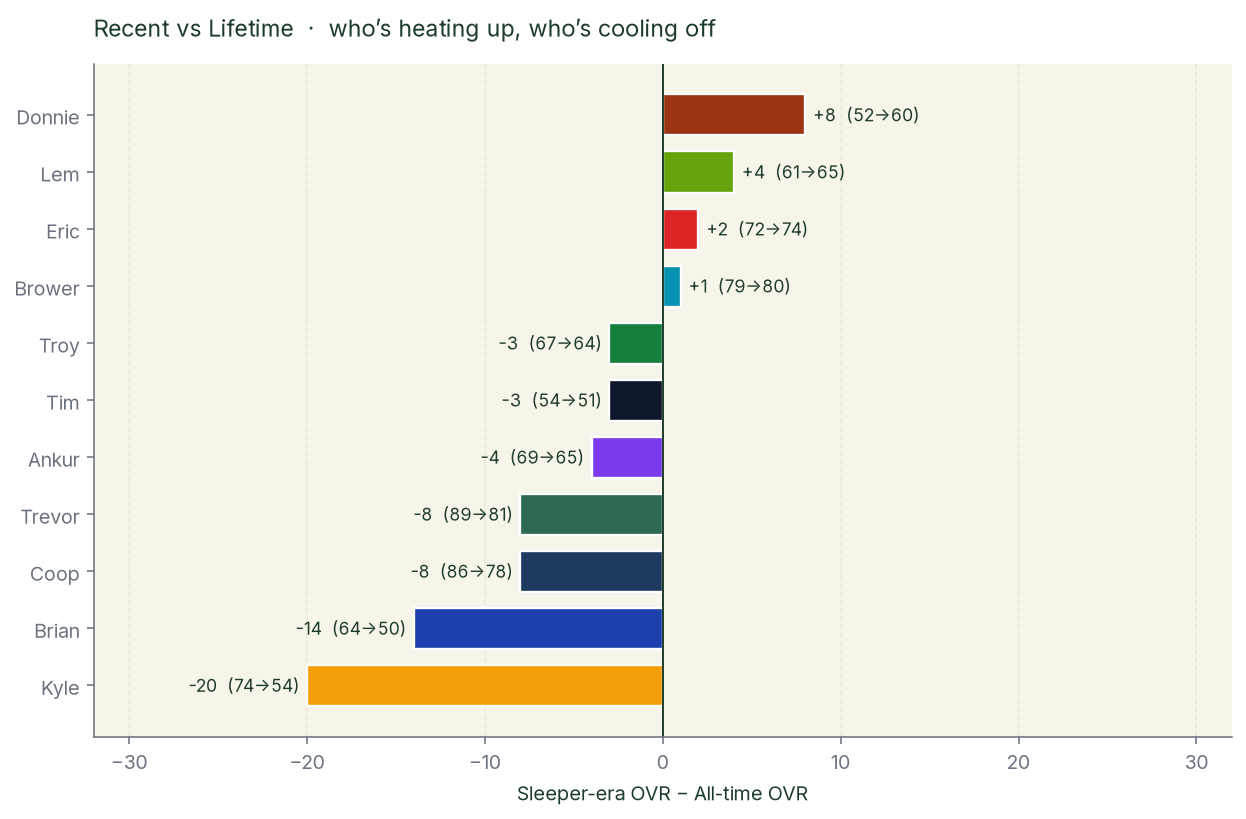 Recent vs Lifetime · who’s heating up, who’s cooling off
Donnie +8 (52→60)
Lem +4 (61→65)
Eric +2 (72→74)
Brower +1 (79→80)
Troy -3 (67→64)
Tim -3 (54→51)
Ankur -4 (69→65)
Trevor -8 (89→81)
Coop -8 (86→78)
Brian -14 (64→50)
Kyle -20 (74→54)
−30 −20 −10 0 10 20 30
Sleeper-era OVR − All-time OVR